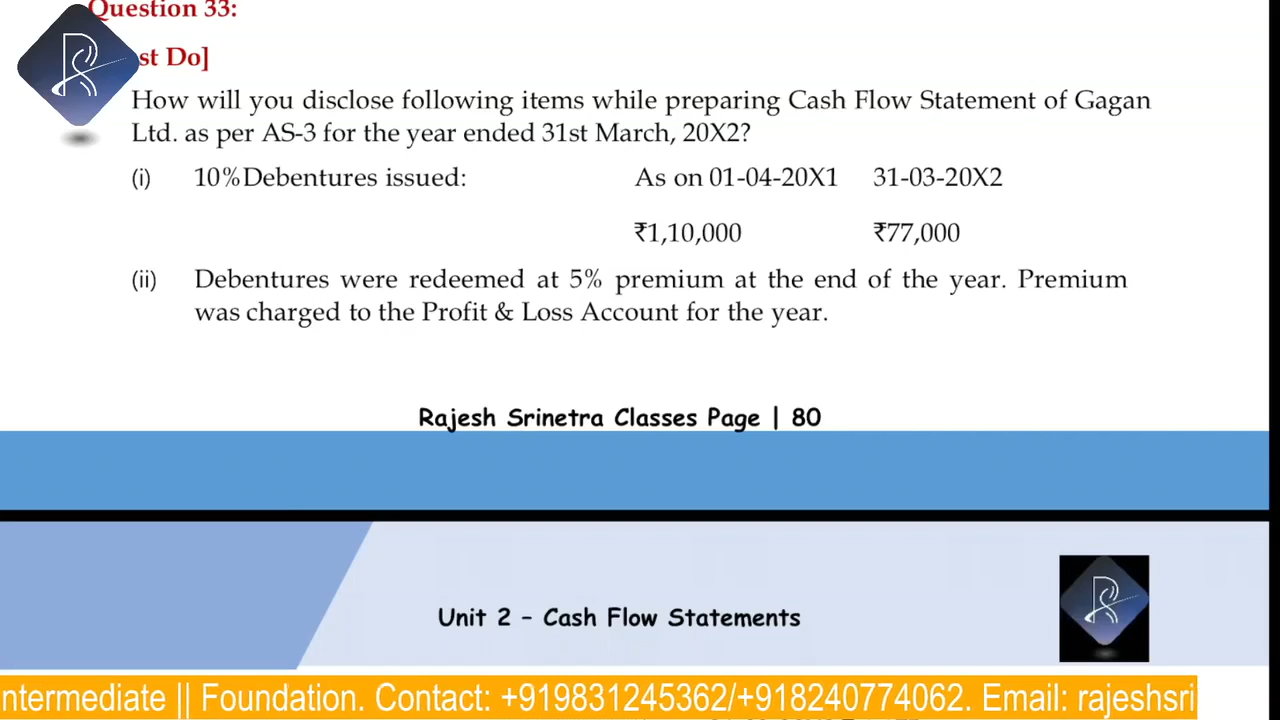 Question 33:
st Do]
How will you disclose following items while preparing Cash Flow Statement of Gagan
Ltd. as per AS-3 for the year ended 31st March, 20X2?
(i) 10%Debentures issued: As on 01-04-20X1 31-03-20X2
₹1,10,000 ₹77,000
(ii) Debentures were redeemed at 5% premium at the end of the year. Premium
was charged to the Profit & Loss Account for the year.
Rajesh Srinetra Classes Page | 80
Unit 2 – Cash Flow Statements
ntermediate || Foundation. Contact: +919831245362/+918240774062. Email: rajeshsri